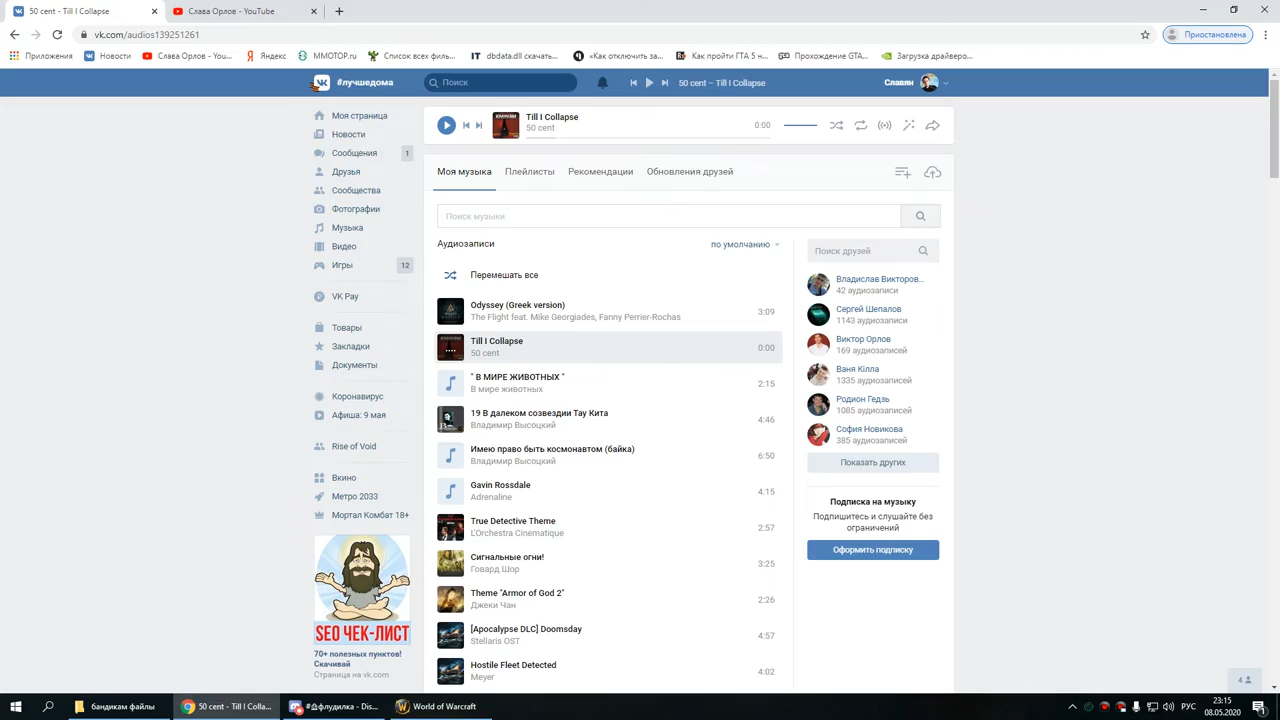 50 cent - Till I Collapse
Слава Орлов - YouTube
vk.com/audios139251261
Приостановлена
Приложения
Новости
Слава Орлов - You...
Яндекс
MMOTOP.ru
Список всех фильм...
IT
dbdata.dll скачать...
«Как отключить за...
Как пройти ГТА 5 н...
Прохождение GTA...
Загрузка драйверо...
#лучшедома
Поиск
50 cent – Till I Collapse
Славян
Моя страница
Новости
Сообщения
1
Друзья
Сообщества
Фотографии
Музыка
Видео
Игры
12
VK Pay
Товары
Закладки
Документы
Коронавирус
Афиша: 9 мая
Rise of Void
Вкино
Метро 2033
Мортал Комбат 18+
SEO ЧЕК-ЛИСТ
70+ полезных пунктов!
Скачивай
Страница на vk.com
Till I Collapse
50 cent
0:00
Моя музыка
Плейлисты
Рекомендации
Обновления друзей
Поиск музыки
Аудиозаписи
по умолчанию
Перемешать все
Odyssey (Greek version)
The Flight feat. Mike Georgiades, Fanny Perrier-Rochas
3:09
Till I Collapse
50 cent
0:00
" В МИРЕ ЖИВОТНЫХ "
В мире животных
2:15
19 В далеком созвездии Тау Кита
Владимир Высоцкий
4:46
Имею право быть космонавтом (байка)
Владимир Высоцкий
6:50
Gavin Rossdale
Adrenaline
4:15
True Detective Theme
L'Orchestra Cinematique
2:57
Сигнальные огни!
Говард Шор
3:25
Theme "Armor of God 2"
Джеки Чан
2:26
[Apocalypse DLC] Doomsday
Stellaris OST
4:57
Hostile Fleet Detected
Meyer
4:02
Поиск друзей
Владислав Викторов...
42 аудиозаписи
Сергей Шепалов
1143 аудиозаписи
Виктор Орлов
169 аудиозаписей
Ваня Кілла
1335 аудиозаписей
Родион Гедзь
1085 аудиозаписей
София Новикова
385 аудиозаписей
Показать других
Подписка на музыку
Подпишитесь и слушайте без
ограничений
Оформить подписку
4
бандикам файлы
50 cent - Till I Colla...
#флудилка - Dis...
World of Warcraft
РУС
23:15
08.05.2020
1